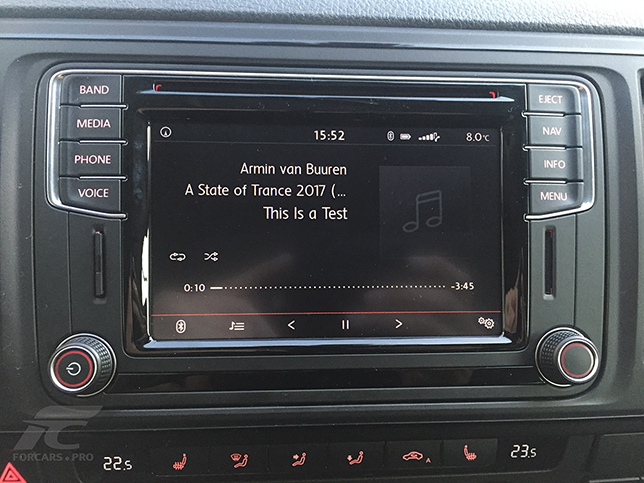 BAND
EJECT
MEDIA
NAV
PHONE
INFO
VOICE
MENU
15:52
8.0°C
Armin van Buuren
A State of Trance 2017 (...
This Is a Test
0:10
-3:45
FC
FORCARS.PRO
22.5
A
23.5